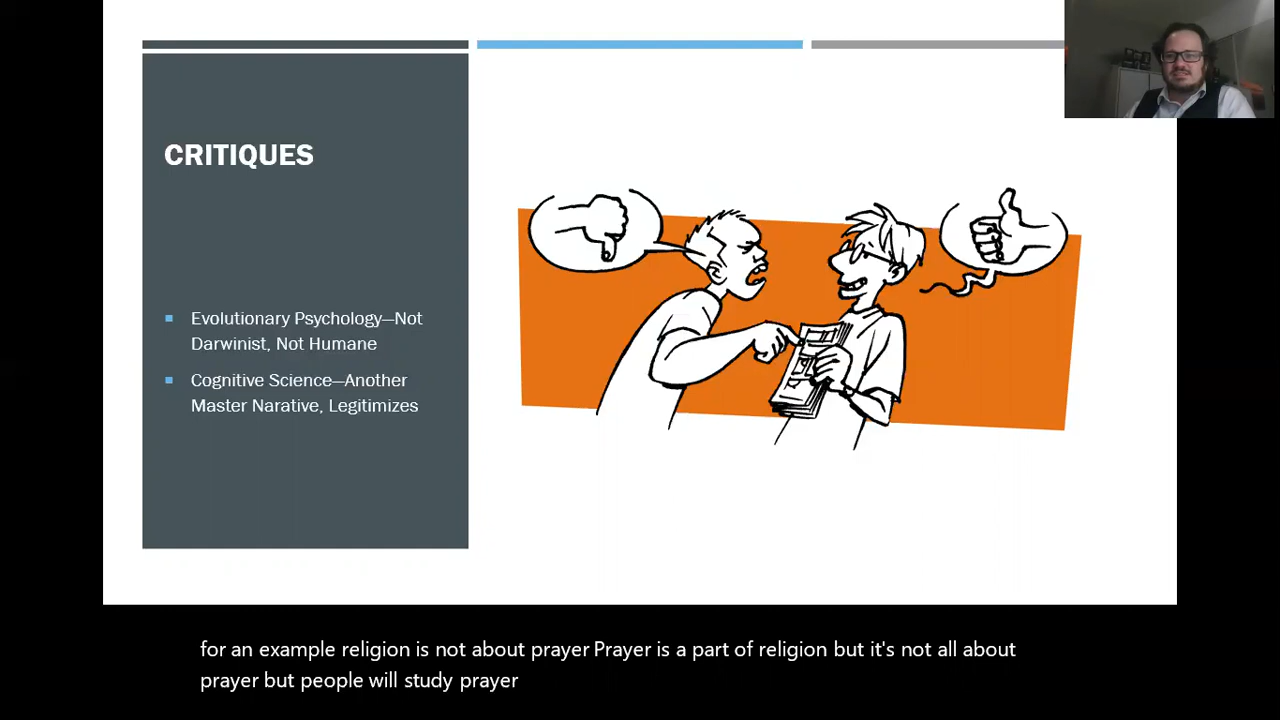 CRITIQUES
Evolutionary Psychology—Not
Darwinist, Not Humane
Cognitive Science—Another
Master Narative, Legitimizes
for an example religion is not about prayer Prayer is a part of religion but it's not all about
prayer but people will study prayer